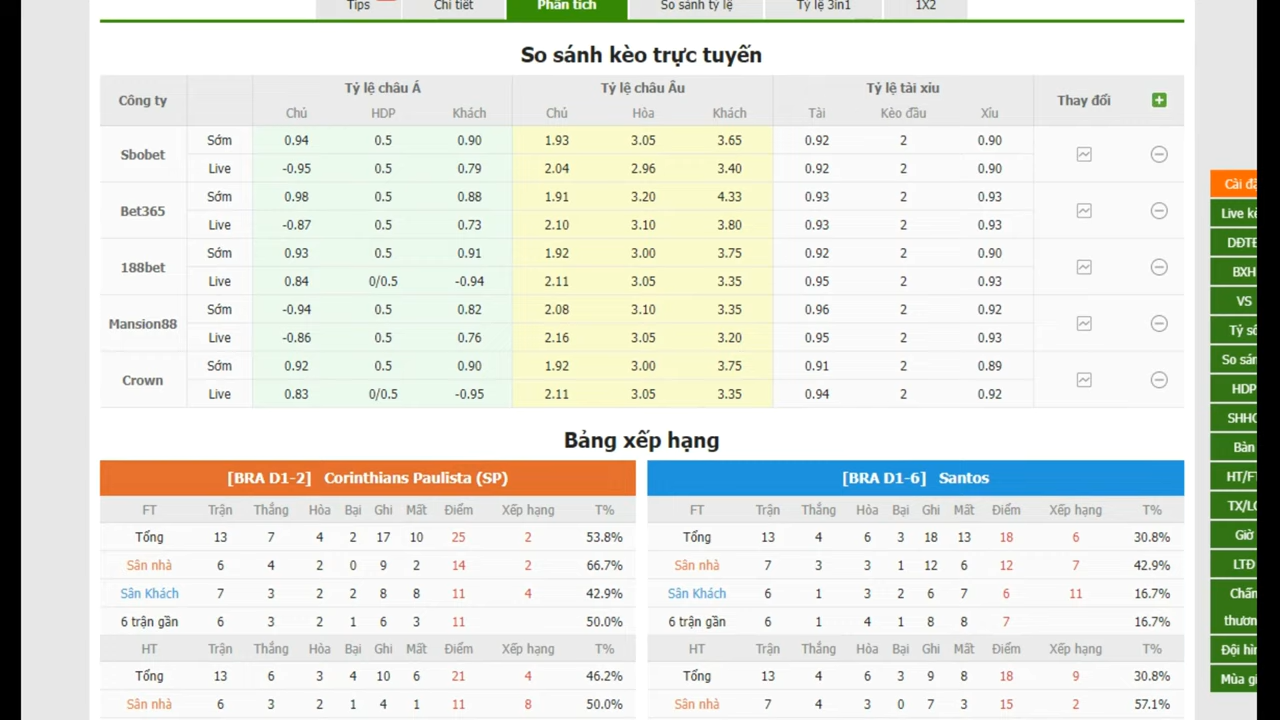 Tips Chi tiết Phân tích So sánh tỷ lệ Tỷ lệ 3in1 1X2
So sánh kèo trực tuyến
Công ty Tỷ lệ châu Á Tỷ lệ châu Âu Tỷ lệ tài xỉu Thay đổi
Chủ HDP Khách Chủ Hòa Khách Tài Kèo đầu Xỉu
Sbobet
Sớm 0.94 0.5 0.90 1.93 3.05 3.65 0.92 2 0.90
Live -0.95 0.5 0.79 2.04 2.96 3.40 0.92 2 0.90
Bet365
Sớm 0.98 0.5 0.88 1.91 3.20 4.33 0.93 2 0.93
Live -0.87 0.5 0.73 2.10 3.10 3.80 0.93 2 0.93
188bet
Sớm 0.93 0.5 0.91 1.92 3.00 3.75 0.92 2 0.90
Live 0.84 0/0.5 -0.94 2.11 3.05 3.35 0.95 2 0.93
Mansion88
Sớm -0.94 0.5 0.82 2.08 3.10 3.35 0.96 2 0.92
Live -0.86 0.5 0.76 2.16 3.05 3.20 0.95 2 0.93
Crown
Sớm 0.92 0.5 0.90 1.92 3.00 3.75 0.91 2 0.89
Live 0.83 0/0.5 -0.95 2.11 3.05 3.35 0.94 2 0.92
Bảng xếp hạng
[BRA D1-2] Corinthians Paulista (SP)
FT Trận Thắng Hòa Bại Ghi Mất Điểm Xếp hạng T%
Tổng 13 7 4 2 17 10 25 2 53.8%
Sân nhà 6 4 2 0 9 2 14 2 66.7%
Sân Khách 7 3 2 2 8 8 11 4 42.9%
6 trận gần 6 3 2 1 6 3 11 50.0%
HT Trận Thắng Hòa Bại Ghi Mất Điểm Xếp hạng T%
Tổng 13 6 3 4 10 6 21 4 46.2%
Sân nhà 6 3 2 1 4 1 11 8 50.0%
[BRA D1-6] Santos
FT Trận Thắng Hòa Bại Ghi Mất Điểm Xếp hạng T%
Tổng 13 4 6 3 18 13 18 6 30.8%
Sân nhà 7 3 3 1 12 6 12 7 42.9%
Sân Khách 6 1 3 2 6 7 6 11 16.7%
6 trận gần 6 1 4 1 8 8 7 16.7%
HT Trận Thắng Hòa Bại Ghi Mất Điểm Xếp hạng T%
Tổng 13 4 6 3 9 8 18 9 30.8%
Sân nhà 7 4 3 0 7 3 15 2 57.1%
Cài đ
Live k
DĐT
BXH
VS
Tỷ s
So sán
HDP
SHH
Bàn
HT/F
TX/L
Giờ
LTĐ
Chấn
thươn
Đội hì
Mùa gi